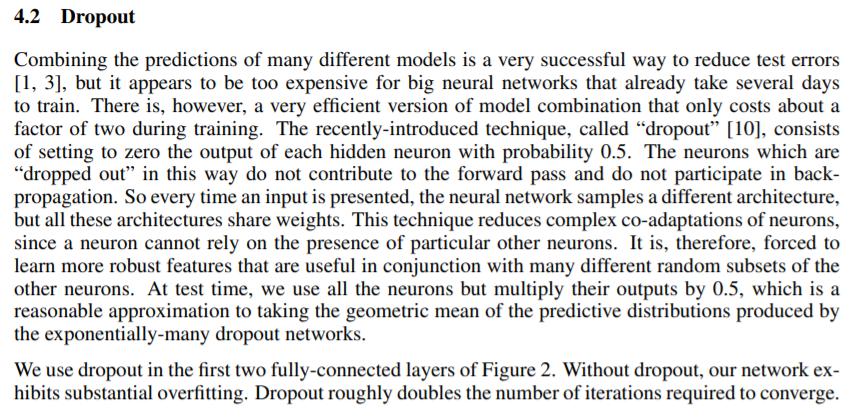 4.2 Dropout
Combining the predictions of many different models is a very successful way to reduce test errors
[1, 3], but it appears to be too expensive for big neural networks that already take several days
to train. There is, however, a very efficient version of model combination that only costs about a
factor of two during training. The recently-introduced technique, called “dropout” [10], consists
of setting to zero the output of each hidden neuron with probability 0.5. The neurons which are
“dropped out” in this way do not contribute to the forward pass and do not participate in back-
propagation. So every time an input is presented, the neural network samples a different architecture,
but all these architectures share weights. This technique reduces complex co-adaptations of neurons,
since a neuron cannot rely on the presence of particular other neurons. It is, therefore, forced to
learn more robust features that are useful in conjunction with many different random subsets of the
other neurons. At test time, we use all the neurons but multiply their outputs by 0.5, which is a
reasonable approximation to taking the geometric mean of the predictive distributions produced by
the exponentially-many dropout networks.
We use dropout in the first two fully-connected layers of Figure 2. Without dropout, our network ex-
hibits substantial overfitting. Dropout roughly doubles the number of iterations required to converge.